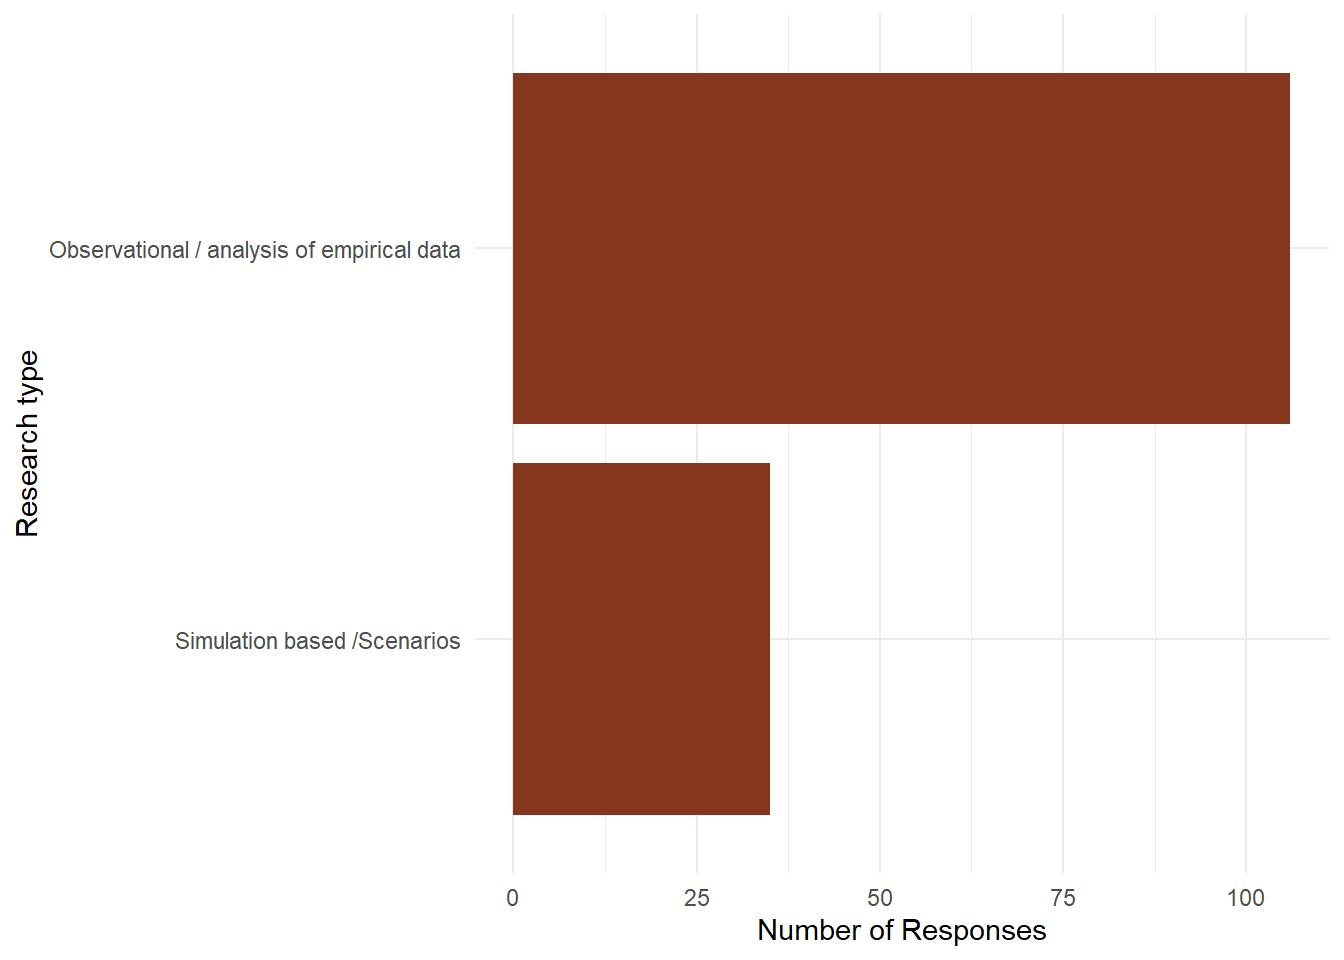 Observational / analysis of empirical data
Research type
Simulation based /Scenarios
0 25 50 75 100
Number of Responses